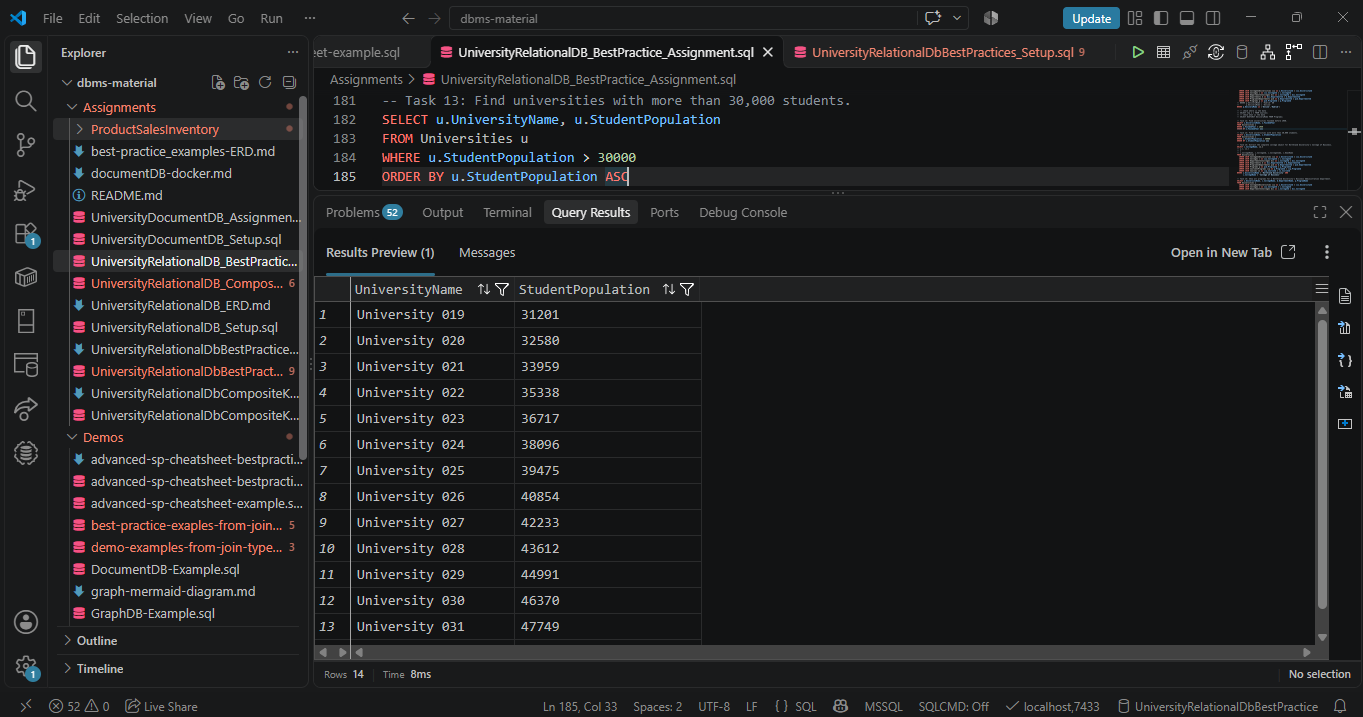 File Edit Selection View Go Run ··· dbms-material Update
Explorer ···
eet-example.sql UniversityRelationalDB_BestPractice_Assignment.sql UniversityRelationalDbBestPractices_Setup.sql 9
Assignments > UniversityRelationalDB_BestPractice_Assignment.sql
dbms-material
Assignments
ProductSalesInventory
best-practice_examples-ERD.md
documentDB-docker.md
README.md
UniversityDocumentDB_Assignmen...
UniversityDocumentDB_Setup.sql
UniversityRelationalDB_BestPractic...
UniversityRelationalDB_Compos... 6
UniversityRelationalDB_ERD.md
UniversityRelationalDB_Setup.sql
UniversityRelationalDbBestPractice...
UniversityRelationalDbBestPract... 9
UniversityRelationalDbCompositeK...
UniversityRelationalDbCompositeK...
Demos
advanced-sp-cheatsheet-bestpracti...
advanced-sp-cheatsheet-bestpracti...
advanced-sp-cheatsheet-example.s...
best-practice-exaples-from-join... 5
demo-examples-from-join-type... 3
DocumentDB-Example.sql
graph-mermaid-diagram.md
GraphDB-Example.sql
Outline
Timeline
1
1
181 -- Task 13: Find universities with more than 30,000 students.
182 SELECT u.UniversityName, u.StudentPopulation
183 FROM Universities u
184 WHERE u.StudentPopulation > 30000
185 ORDER BY u.StudentPopulation ASC
Problems 52 Output Terminal Query Results Ports Debug Console
Results Preview (1) Messages Open in New Tab
UniversityName StudentPopulation
1 University 019 31201
2 University 020 32580
3 University 021 33959
4 University 022 35338
5 University 023 36717
6 University 024 38096
7 University 025 39475
8 University 026 40854
9 University 027 42233
10 University 028 43612
11 University 029 44991
12 University 030 46370
13 University 031 47749
Rows 14 Time 8ms No selection
52 0 Live Share Ln 185, Col 33 Spaces: 2 UTF-8 LF {} SQL MSSQL SQLCMD: Off localhost,7433 UniversityRelationalDbBestPractice